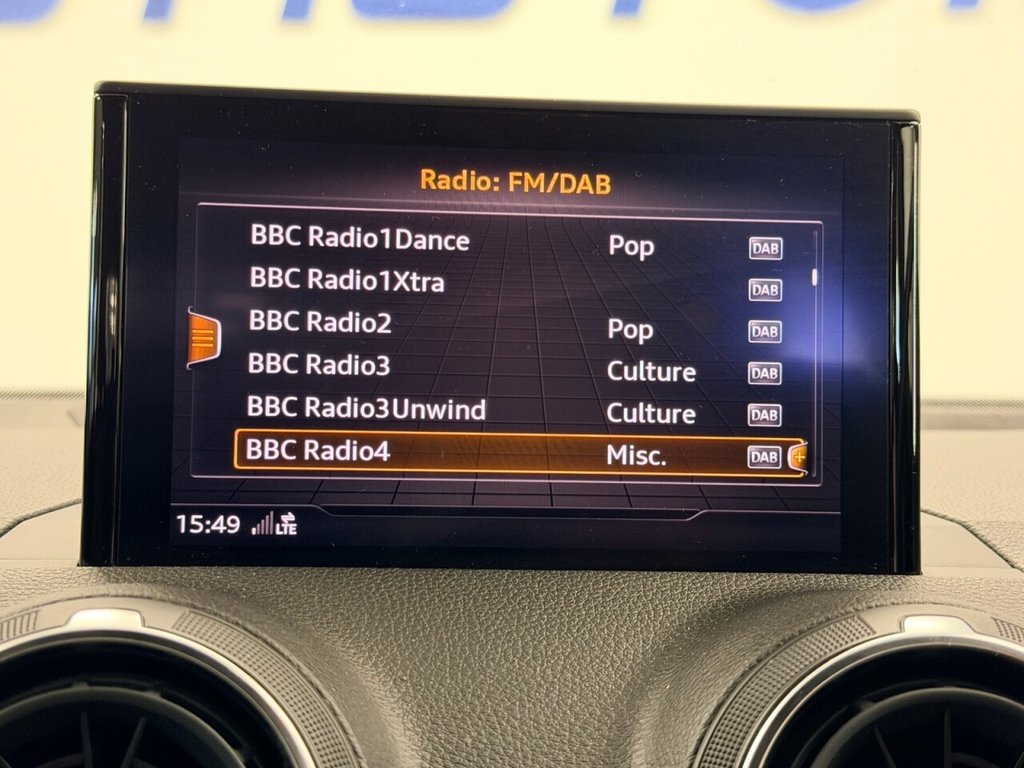 Radio: FM/DAB
BBC Radio1Dance Pop DAB
BBC Radio1Xtra DAB
BBC Radio2 Pop DAB
BBC Radio3 Culture DAB
BBC Radio3Unwind Culture DAB
BBC Radio4 Misc. DAB
15:49 LTE